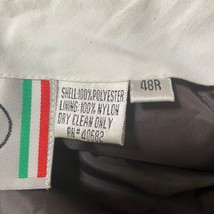 SHELL:100% POLYESTER
LINING: 100% NYLON
DRY CLEAN ONLY
RN# 40682
48R